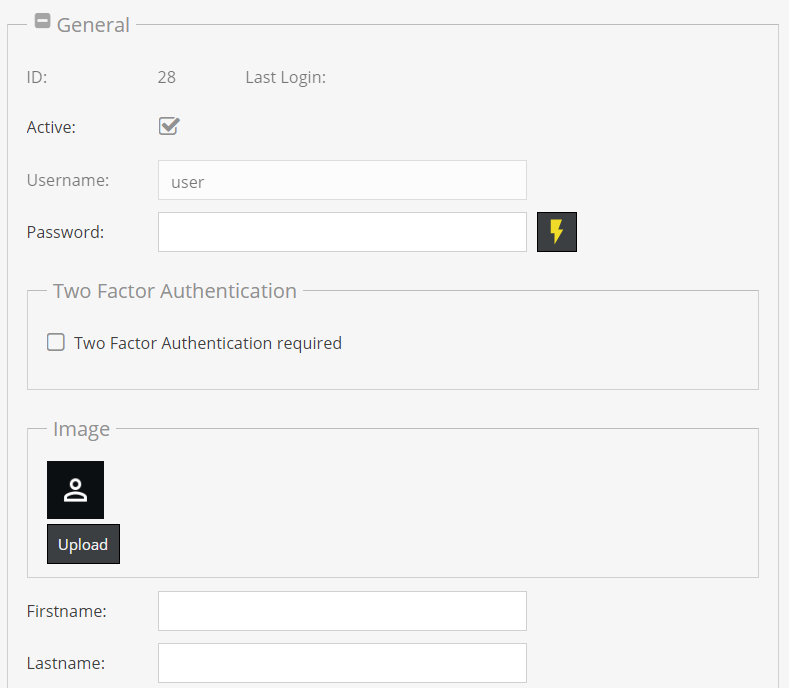 General
ID: 28 Last Login:
Active:
Username: user
Password:
Two Factor Authentication
Two Factor Authentication required
Image
Upload
Firstname:
Lastname: